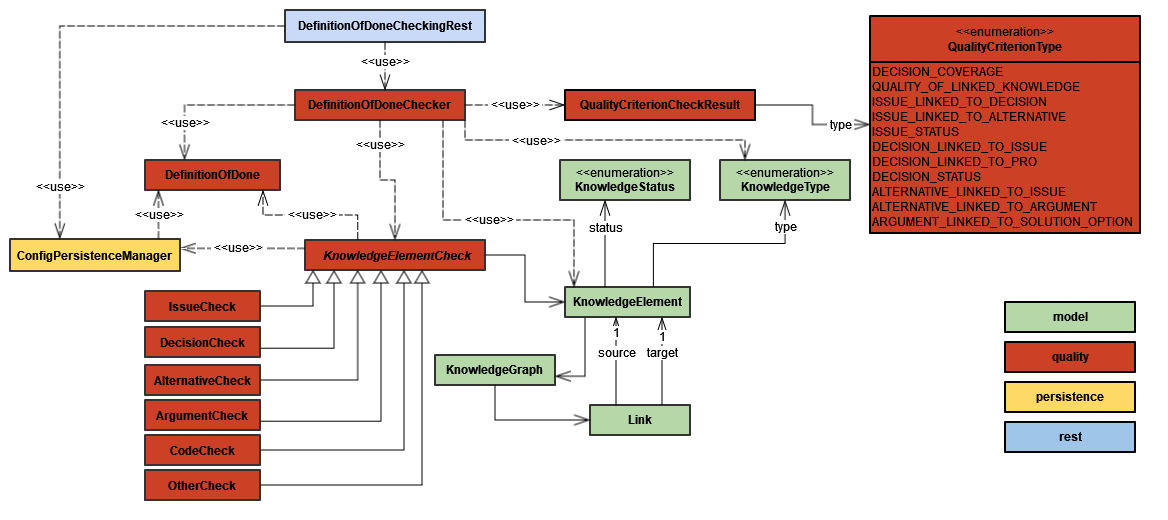 DefinitionOfDoneCheckingRest
<<use>>
<<enumeration>>
QualityCriterionType
DECISION_COVERAGE
QUALITY_OF_LINKED_KNOWLEDGE
ISSUE_LINKED_TO_DECISION
ISSUE_LINKED_TO_ALTERNATIVE
ISSUE_STATUS
DECISION_LINKED_TO_ISSUE
DECISION_LINKED_TO_PRO
DECISION_STATUS
ALTERNATIVE_LINKED_TO_ISSUE
ALTERNATIVE_LINKED_TO_ARGUMENT
ARGUMENT_LINKED_TO_SOLUTION_OPTION
DefinitionOfDoneChecker
<<use>>
QualityCriterionCheckResult
type
<<use>>
<<use>>
<<use>>
DefinitionOfDone
<<enumeration>>
KnowledgeStatus
<<enumeration>>
KnowledgeType
<<use>>
<<use>>
<<use>>
<<use>>
status
type
ConfigPersistenceManager
<<use>>
KnowledgeElementCheck
IssueCheck
DecisionCheck
AlternativeCheck
ArgumentCheck
CodeCheck
OtherCheck
KnowledgeElement
1
source
1
target
KnowledgeGraph
Link
model
quality
persistence
rest